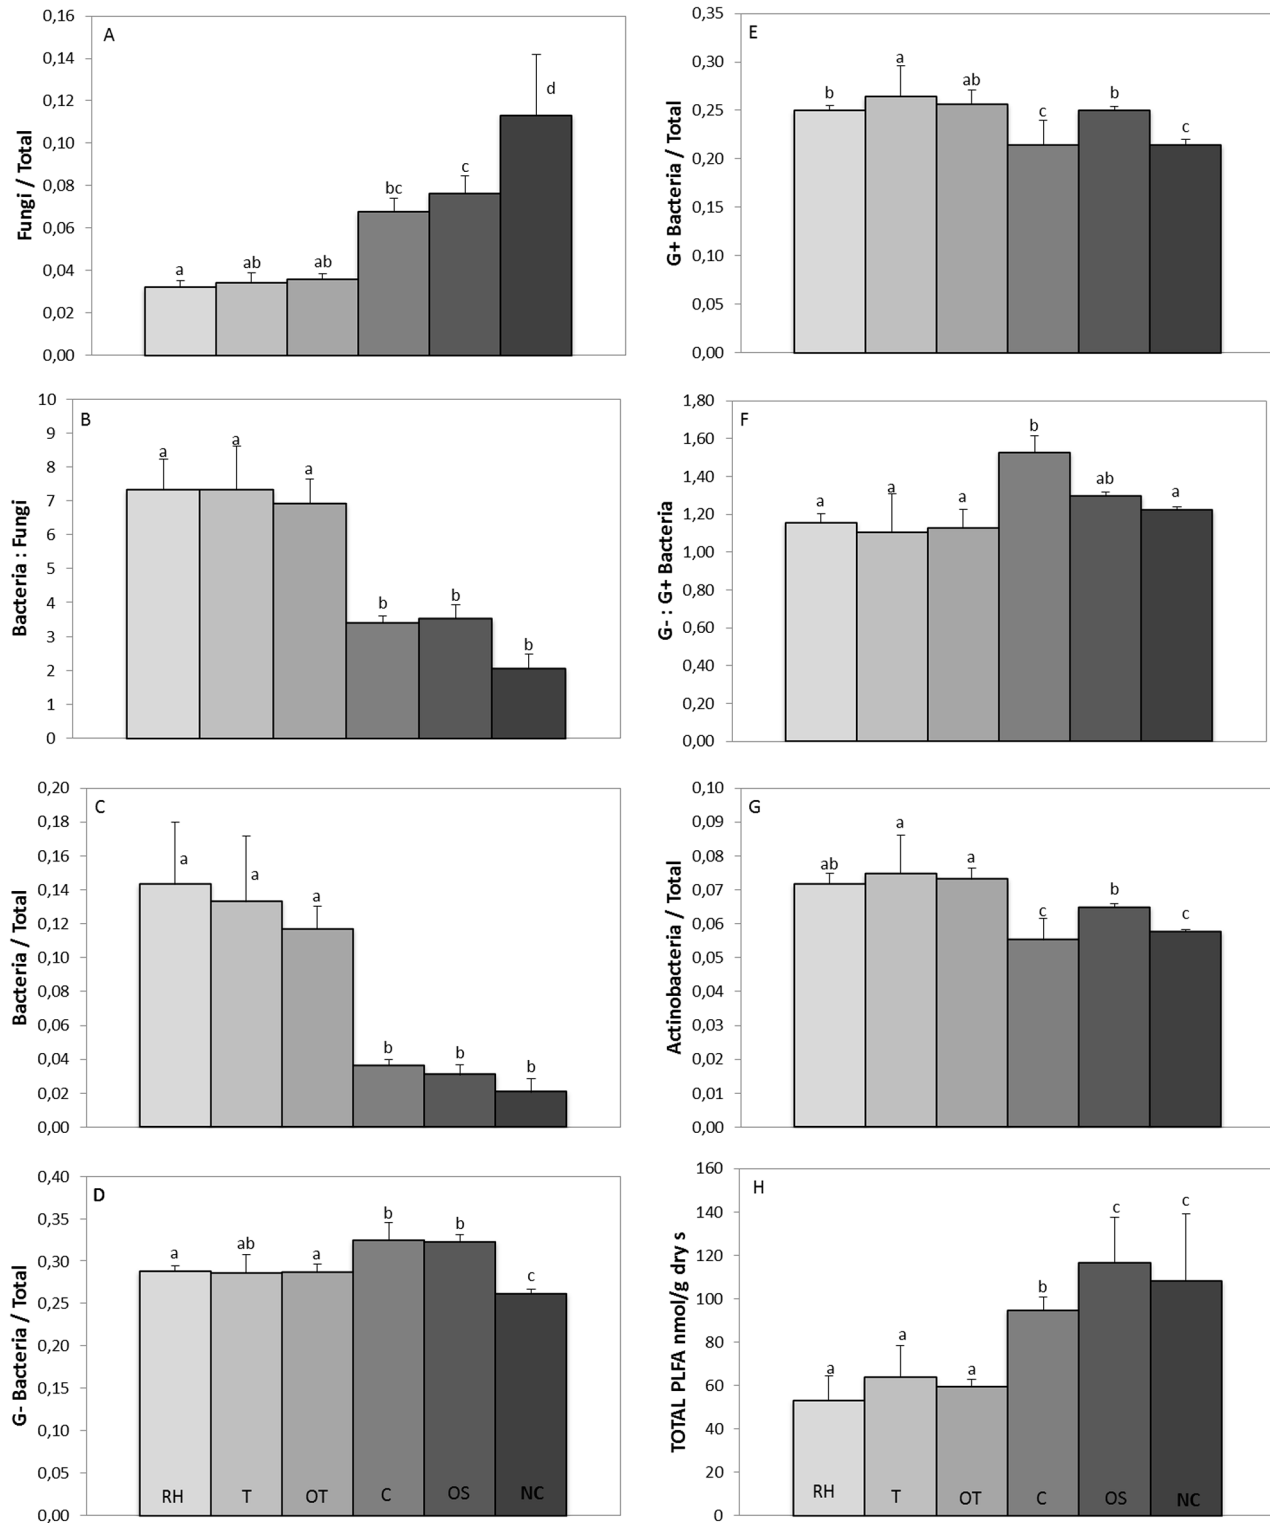 A
Fungi / Total
0,16
0,14
0,12
0,10
0,08
0,06
0,04
0,02
0,00
a
ab
ab
bc
c
d
B
Bacteria : Fungi
10
9
8
7
6
5
4
3
2
1
0
a
a
a
b
b
b
C
Bacteria / Total
0,20
0,18
0,16
0,14
0,12
0,10
0,08
0,06
0,04
0,02
0,00
a
a
a
b
b
b
D
G- Bacteria / Total
0,40
0,35
0,30
0,25
0,20
0,15
0,10
0,05
0,00
a
ab
a
b
b
c
RH
T
OT
C
OS
NC
E
G+ Bacteria / Total
0,35
0,30
0,25
0,20
0,15
0,10
0,05
0,00
b
a
ab
c
b
c
F
G- : G+ Bacteria
1,80
1,60
1,40
1,20
1,00
0,80
0,60
0,40
0,20
0,00
a
a
a
b
ab
a
G
Actinobacteria / Total
0,10
0,09
0,08
0,07
0,06
0,05
0,04
0,03
0,02
0,01
0,00
ab
a
a
c
b
c
H
TOTAL PLFA nmol/g dry s
160
140
120
100
80
60
40
20
0
a
a
a
b
c
c
RH
T
OT
C
OS
NC